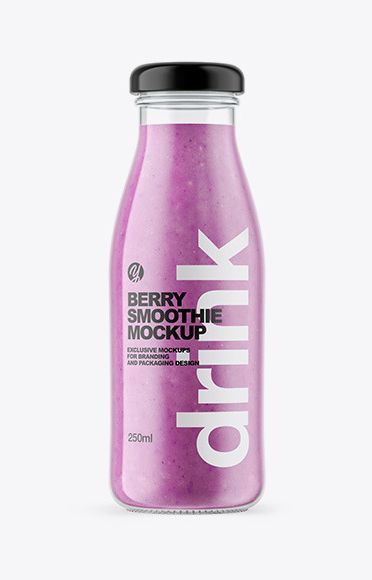 BERRY
SMOOTHIE
MOCKUP
EXCLUSIVE MOCKUPS
FOR BRANDING
AND PACKAGING DESIGN
250ml
drink